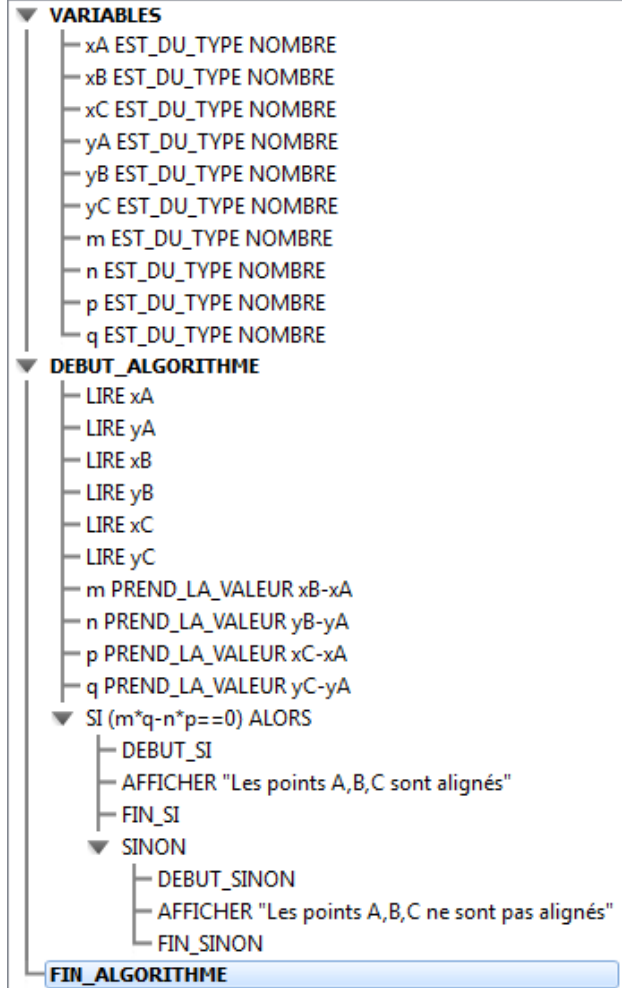 VARIABLES
xA EST_DU_TYPE NOMBRE
xB EST_DU_TYPE NOMBRE
xC EST_DU_TYPE NOMBRE
yA EST_DU_TYPE NOMBRE
yB EST_DU_TYPE NOMBRE
yC EST_DU_TYPE NOMBRE
m EST_DU_TYPE NOMBRE
n EST_DU_TYPE NOMBRE
p EST_DU_TYPE NOMBRE
q EST_DU_TYPE NOMBRE
DEBUT_ALGORITHME
LIRE xA
LIRE yA
LIRE xB
LIRE yB
LIRE xC
LIRE yC
m PREND_LA_VALEUR xB-xA
n PREND_LA_VALEUR yB-yA
p PREND_LA_VALEUR xC-xA
q PREND_LA_VALEUR yC-yA
SI (m*q-n*p==0) ALORS
DEBUT_SI
AFFICHER "Les points A,B,C sont alignés"
FIN_SI
SINON
DEBUT_SINON
AFFICHER "Les points A,B,C ne sont pas alignés"
FIN_SINON
FIN_ALGORITHME